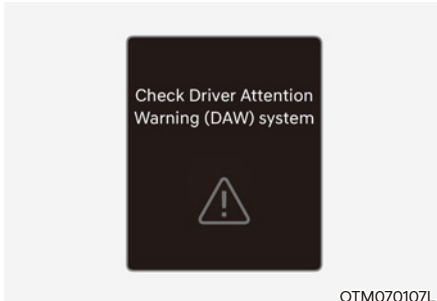 Check Driver Attention
Warning (DAW) system
OTM070107L